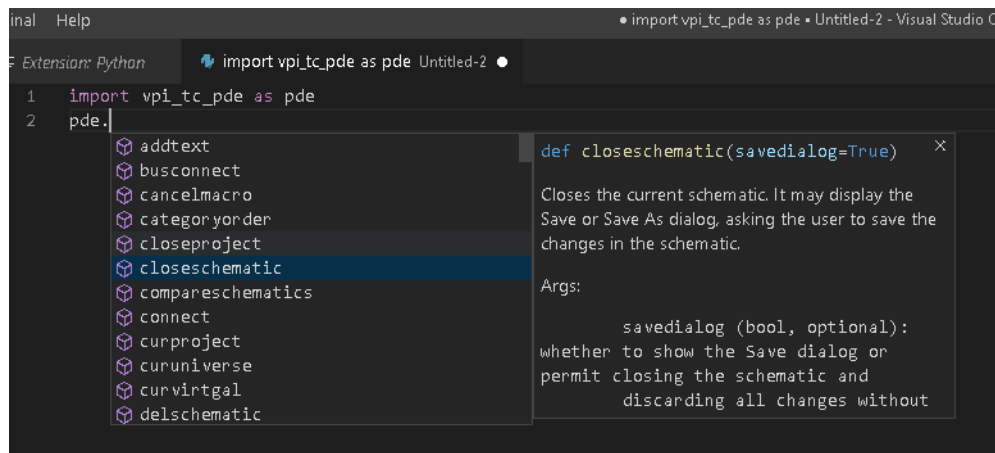 inal Help ● import vpi_tc_pde as pde • Untitled-2 - Visual Studio C
Extension: Python import vpi_tc_pde as pde Untitled-2 ●
1 import vpi_tc_pde as pde
2 pde.
addtext
busconnect
cancelmacro
categoryorder
closeproject
closeschematic
compareschematics
connect
curproject
curuniverse
curvirtgal
delschematic
def closeschematic(savedialog=True) ×
Closes the current schematic. It may display the
Save or Save As dialog, asking the user to save the
changes in the schematic.
Args:
savedialog (bool, optional):
whether to show the Save dialog or
permit closing the schematic and
discarding all changes without